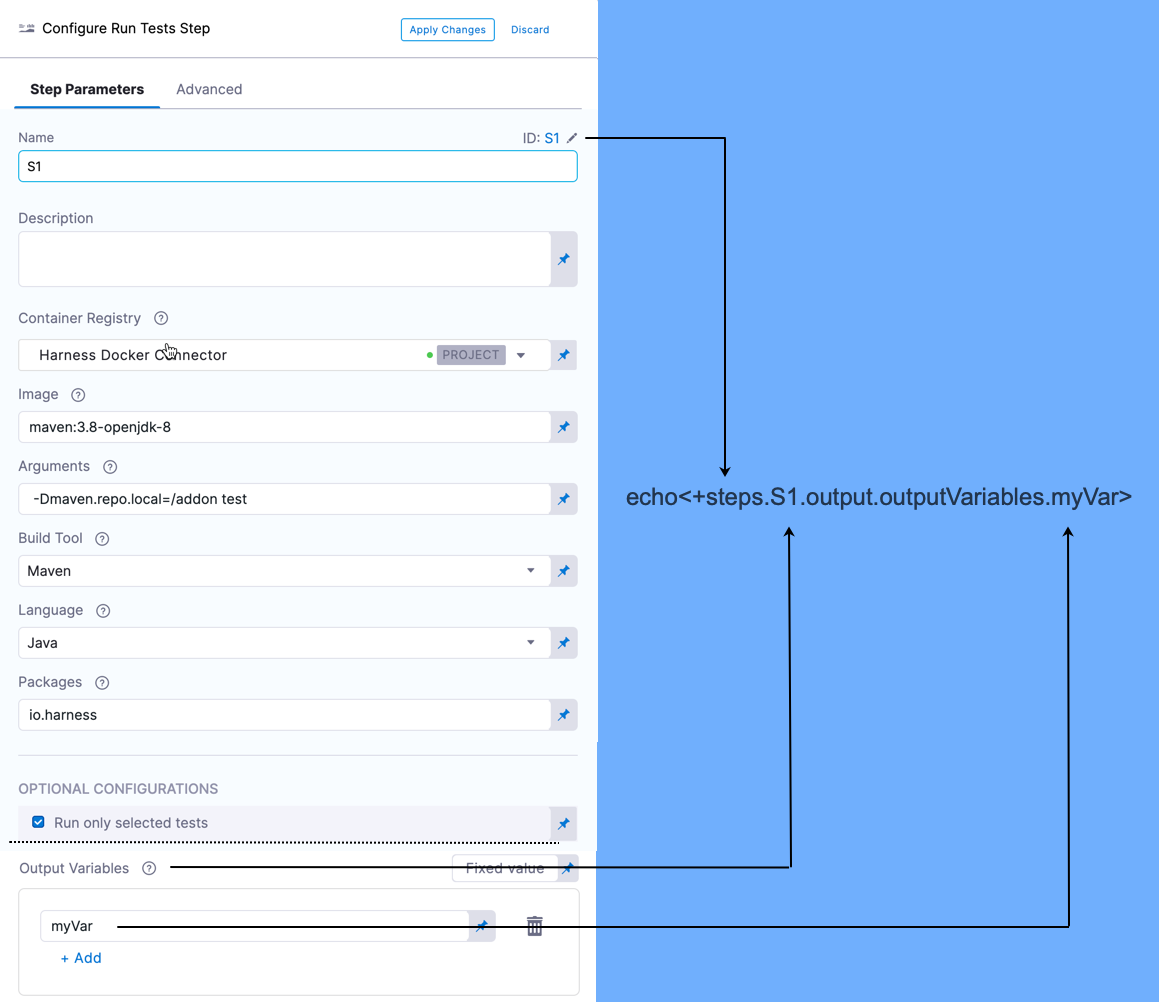 Configure Run Tests Step
Apply Changes
Discard
Step Parameters
Advanced
Name
ID: S1
S1
Description
Container Registry
Harness Docker Connector
PROJECT
Image
maven:3.8-openjdk-8
Arguments
-Dmaven.repo.local=/addon test
echo<+steps.S1.output.outputVariables.myVar>
Build Tool
Maven
Language
Java
Packages
io.harness
OPTIONAL CONFIGURATIONS
Run only selected tests
Output Variables
Fixed value
myVar
+ Add